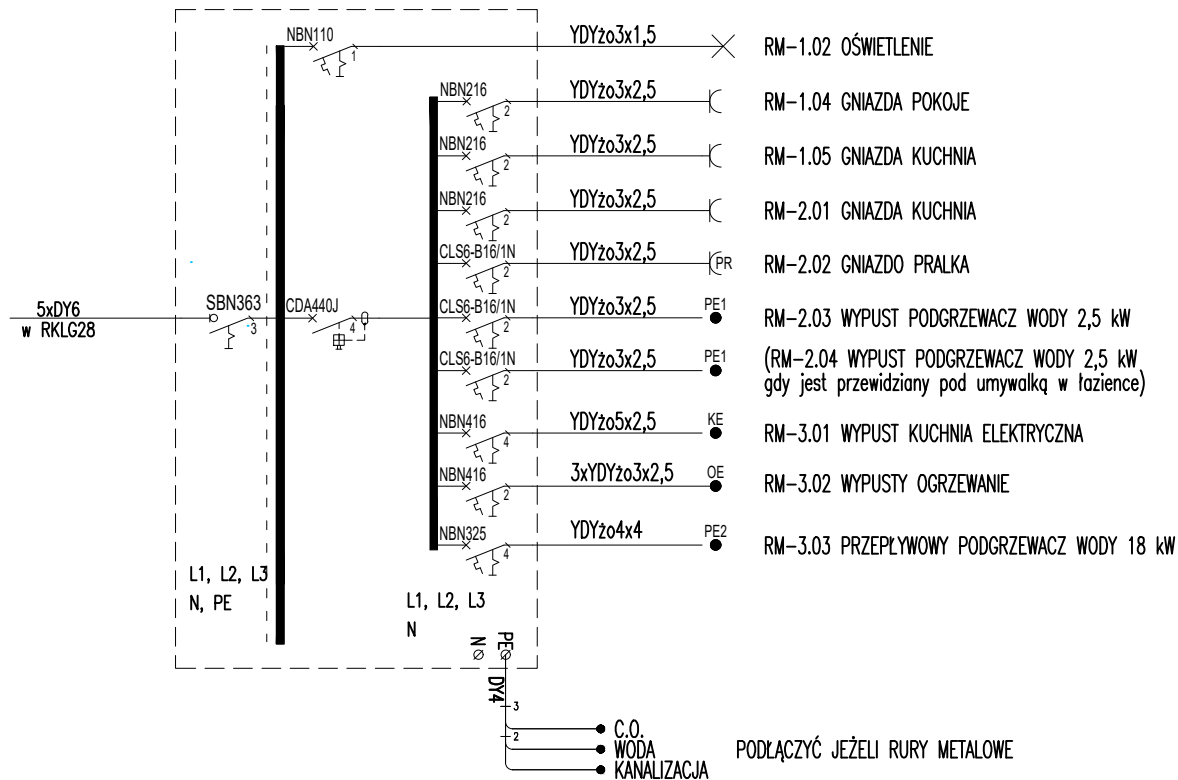 NBN110
1
YDYżo3x1,5
RM-1.02 OŚWIETLENIE
NBN216
2
YDYżo3x2,5
RM-1.04 GNIAZDA POKOJE
NBN216
2
YDYżo3x2,5
RM-1.05 GNIAZDA KUCHNIA
NBN216
2
YDYżo3x2,5
RM-2.01 GNIAZDA KUCHNIA
CLS6-B16/1N
2
YDYżo3x2,5
PR
RM-2.02 GNIAZDO PRALKA
5xDY6
w RKLG28
SBN363
3
CDA440J
4
CLS6-B16/1N
2
YDYżo3x2,5
PE1
RM-2.03 WYPUST PODGRZEWACZ WODY 2,5 kW
CLS6-B16/1N
2
YDYżo3x2,5
PE1
(RM-2.04 WYPUST PODGRZEWACZ WODY 2,5 kW
gdy jest przewidziany pod umywalką w łazience)
NBN416
4
YDYżo5x2,5
KE
RM-3.01 WYPUST KUCHNIA ELEKTRYCZNA
NBN416
2
3xYDYżo3x2,5
OE
RM-3.02 WYPUSTY OGRZEWANIE
NBN325
4
YDYżo4x4
PE2
RM-3.03 PRZEPŁYWOWY PODGRZEWACZ WODY 18 kW
L1, L2, L3
N, PE
L1, L2, L3
N
N
PE
DY4
3
2
C.O.
WODA
KANALIZACJA
PODŁĄCZYĆ JEŻELI RURY METALOWE